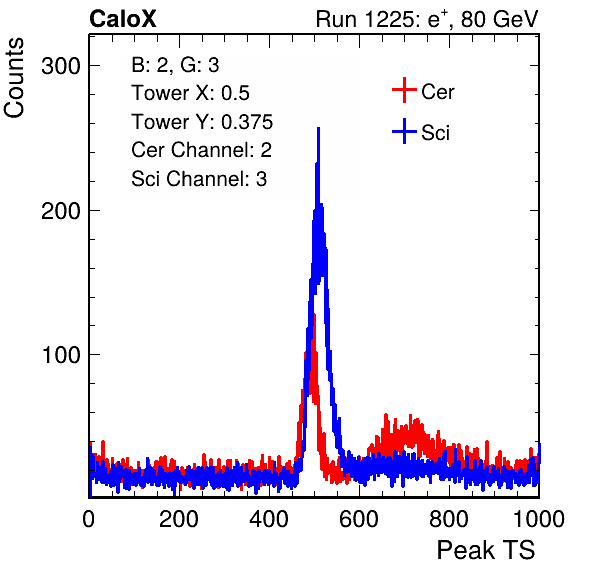 CaloX Run 1225: e⁺, 80 GeV
Counts
B: 2, G: 3
Tower X: 0.5
Tower Y: 0.375
Cer Channel: 2
Sci Channel: 3
Cer
Sci
300
200
100
0 200 400 600 800 1000
Peak TS